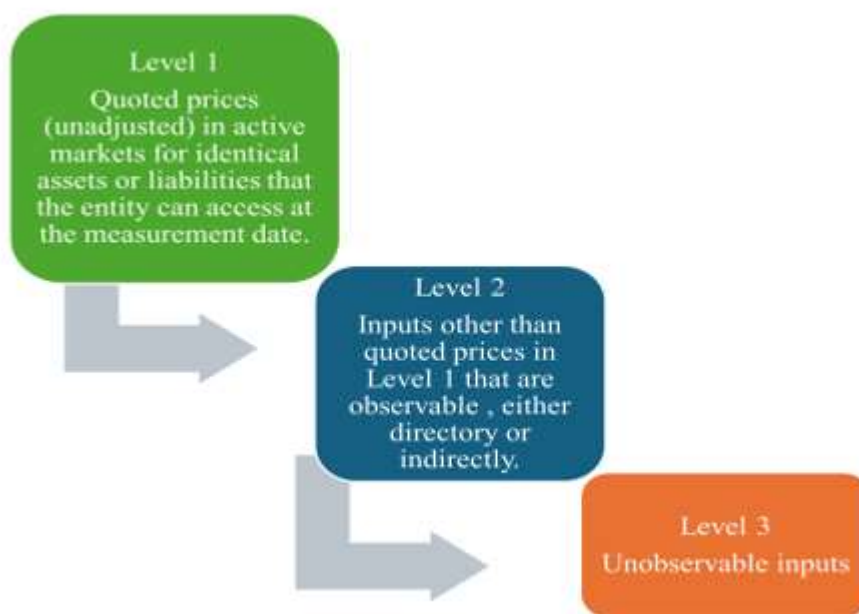 Level 1
Quoted prices
(unadjusted) in active
markets for identical
assets or liabilities that
the entity can access at
the measurement date.
Level 2
Inputs other than
quoted prices in
Level 1 that are
observable , either
directory or
indirectly.
Level 3
Unobservable inputs